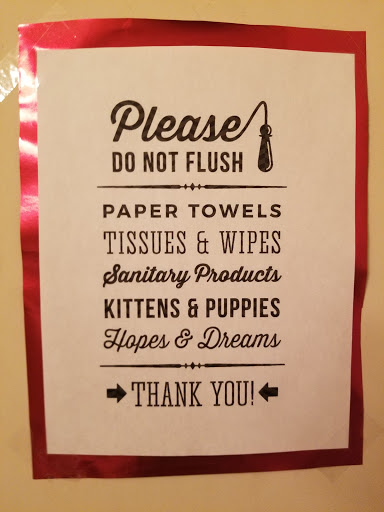 Please
DO NOT FLUSH
PAPER TOWELS
TISSUES & WIPES
Sanitary Products
KITTENS & PUPPIES
Hopes & Dreams
THANK YOU!